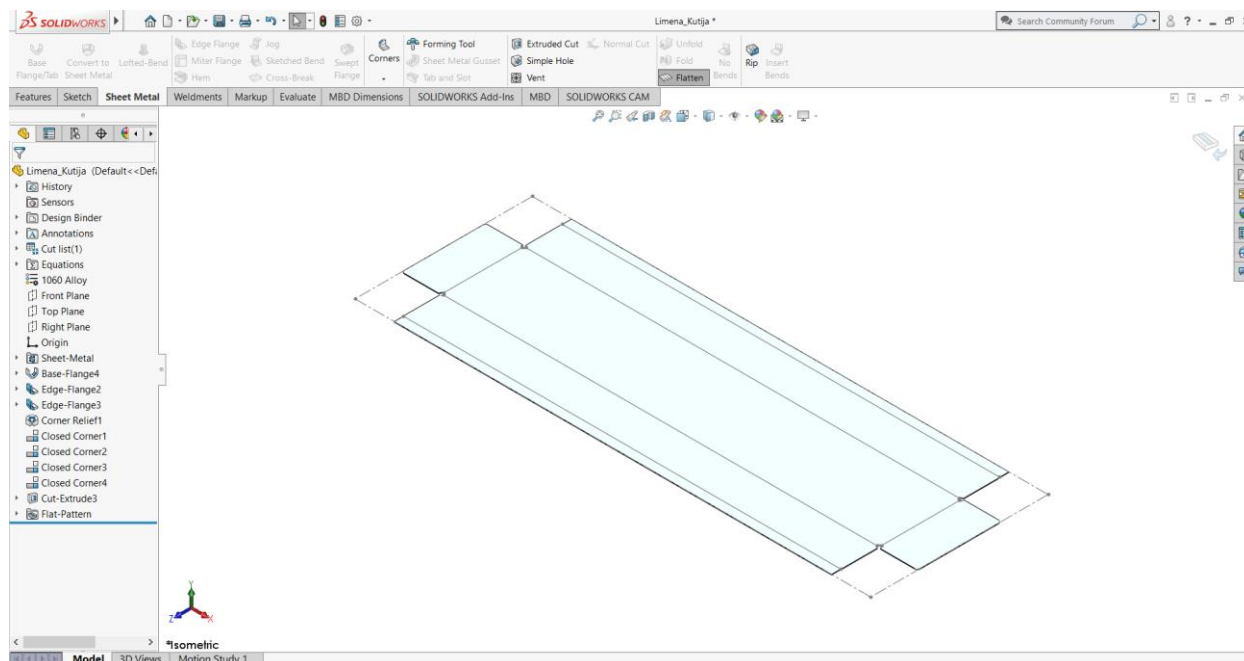 SOLIDWORKS
Limena_Kutija *
Search Community Forum
Base Flange/Tab
Convert to Sheet Metal
Lofted-Bend
Edge Flange
Miter Flange
Hem
Jog
Sketched Bend
Cross-Break
Swept Flange
Corners
Forming Tool
Sheet Metal Gusset
Tab and Slot
Extruded Cut
Simple Hole
Vent
Normal Cut
Unfold
Fold
Flatten
No Bends
Rip
Insert Bends
Features Sketch Sheet Metal Weldments Markup Evaluate MBD Dimensions SOLIDWORKS Add-Ins MBD SOLIDWORKS CAM
Limena_Kutija (Default<<Def
History
Sensors
Design Binder
Annotations
Cut list(1)
Equations
1060 Alloy
Front Plane
Top Plane
Right Plane
Origin
Sheet-Metal
Base-Flange4
Edge-Flange2
Edge-Flange3
Corner Relief1
Closed Corner1
Closed Corner2
Closed Corner3
Closed Corner4
Cut-Extrude3
Flat-Pattern
Y
Z X
*Isometric
Model 3D Views Motion Study 1